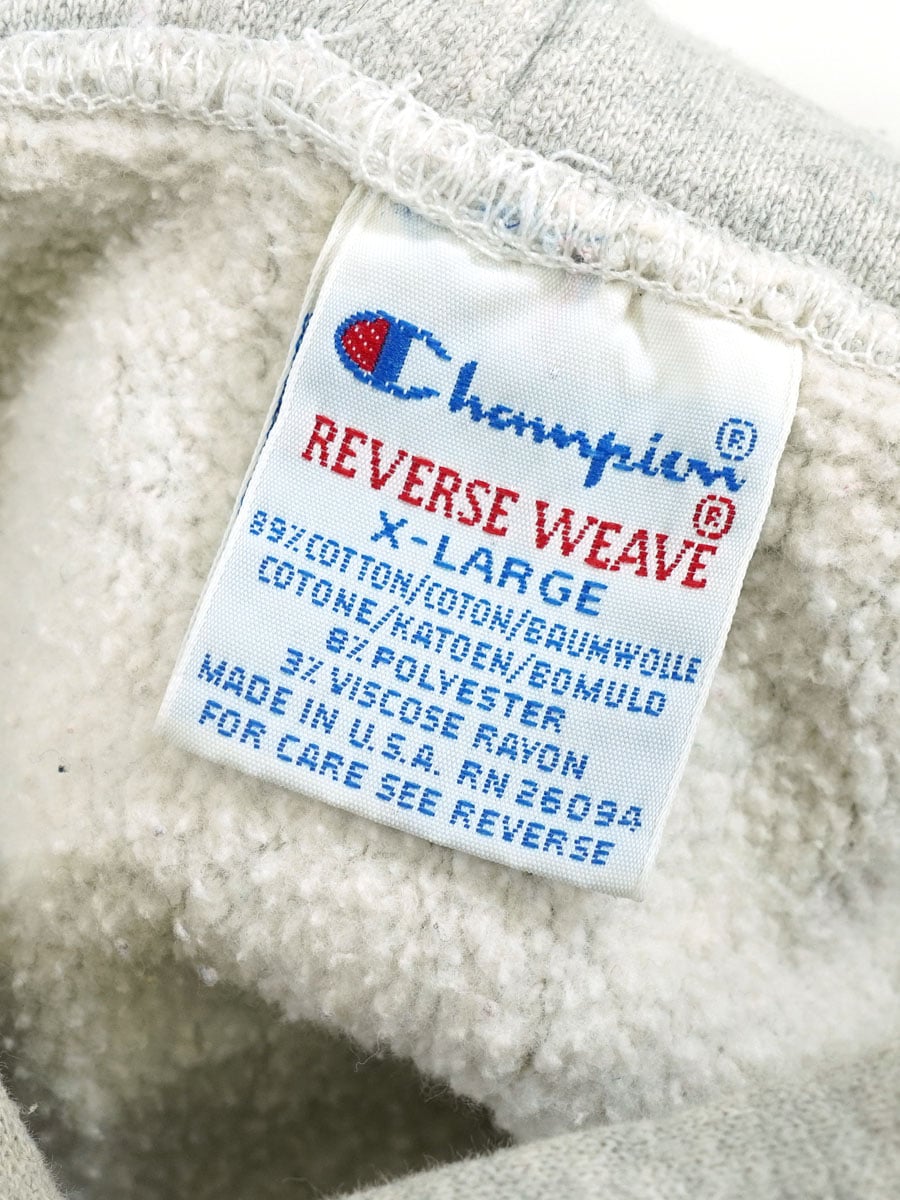 Champion®
REVERSE WEAVE®
X-LARGE
89% COTTON/COTON/BAUMWOLLE
COTONE/KATOEN/BOMULD
8% POLYESTER
3% VISCOSE RAYON
MADE IN U.S.A. RN 26094
FOR CARE SEE REVERSE